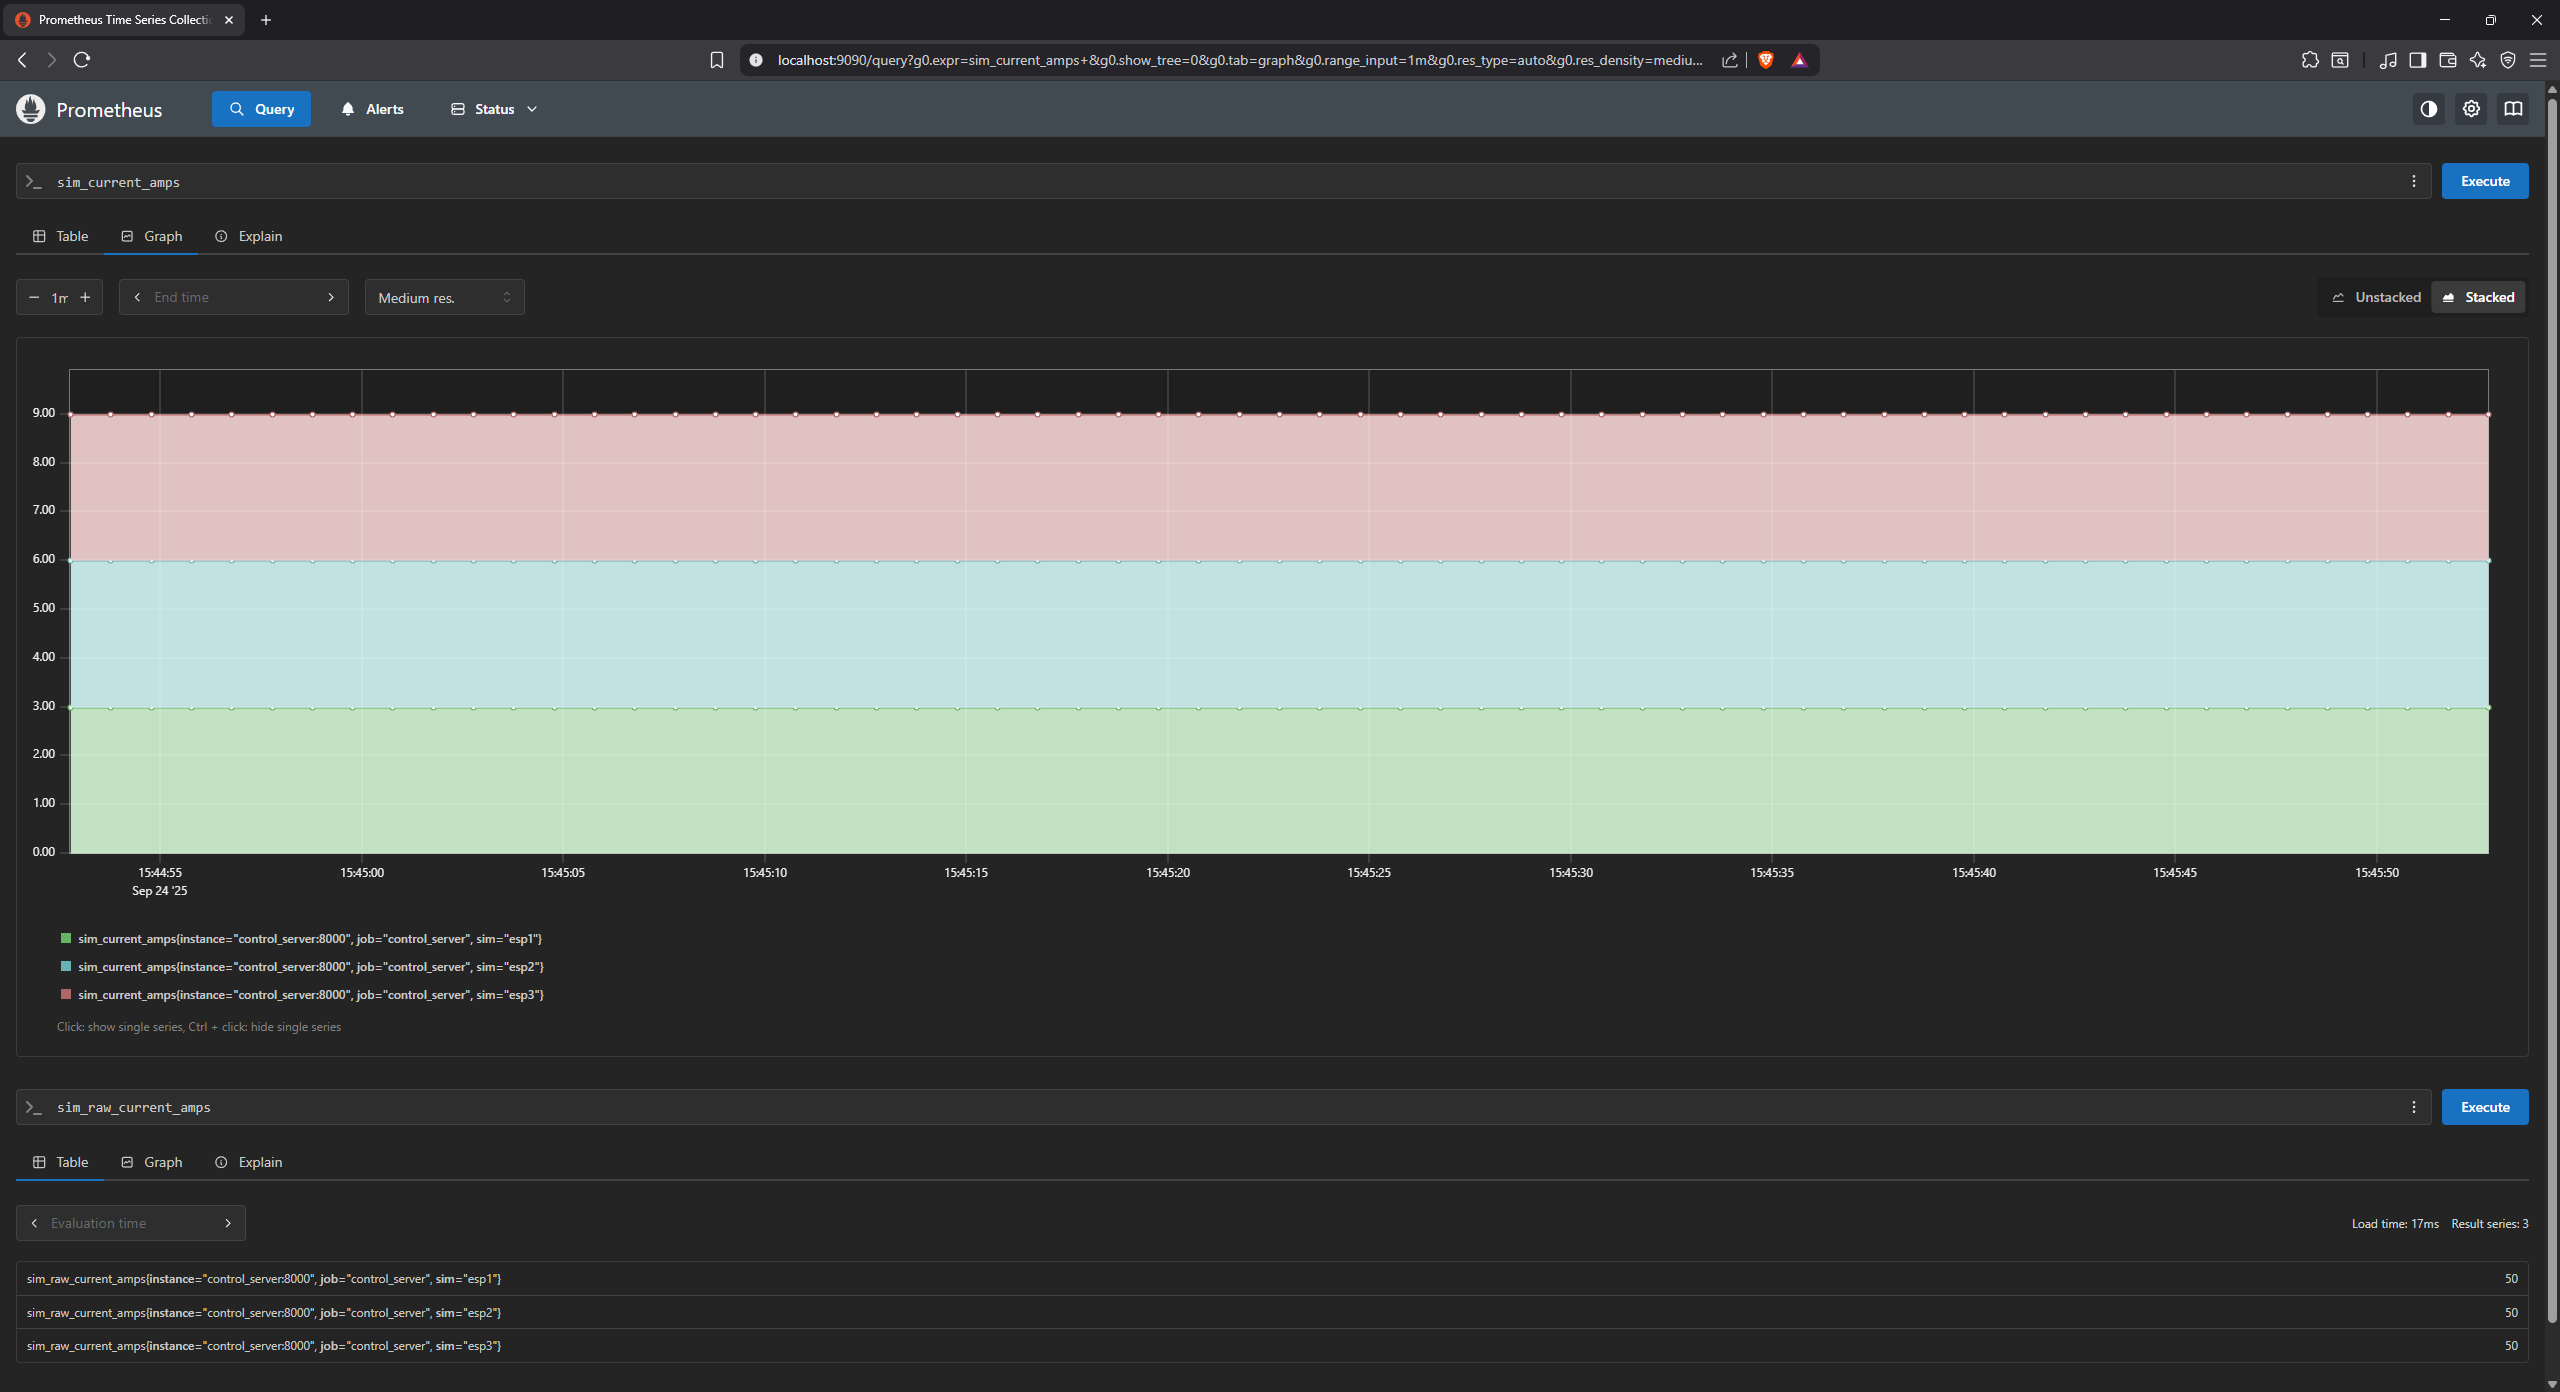 Prometheus Time Series Collecti
localhost:9090/query?g0.expr=sim_current_amps+&g0.show_tree=0&g0.tab=graph&g0.range_input=1m&g0.res_type=auto&g0.res_density=mediu...
Prometheus Query Alerts Status
>_ sim_current_amps Execute
Table Graph Explain
1m End time Medium res. Unstacked Stacked
9.00
8.00
7.00
6.00
5.00
4.00
3.00
2.00
1.00
0.00
15:44:55 15:45:00 15:45:05 15:45:10 15:45:15 15:45:20 15:45:25 15:45:30 15:45:35 15:45:40 15:45:45 15:45:50
Sep 24 '25
sim_current_amps{instance="control_server:8000", job="control_server", sim="esp1"}
sim_current_amps{instance="control_server:8000", job="control_server", sim="esp2"}
sim_current_amps{instance="control_server:8000", job="control_server", sim="esp3"}
Click: show single series, Ctrl + click: hide single series
>_ sim_raw_current_amps Execute
Table Graph Explain
Evaluation time Load time: 17ms Result series: 3
sim_raw_current_amps{instance="control_server:8000", job="control_server", sim="esp1"} 50
sim_raw_current_amps{instance="control_server:8000", job="control_server", sim="esp2"} 50
sim_raw_current_amps{instance="control_server:8000", job="control_server", sim="esp3"} 50